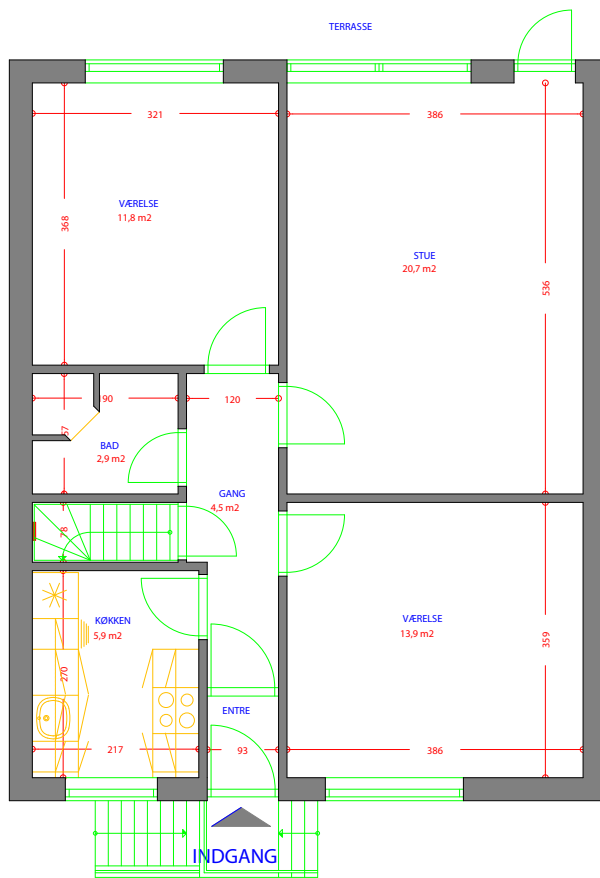 TERRASSE
321
386
VÆRELSE
11,8 m2
368
STUE
20,7 m2
536
190
120
57
BAD
2,9 m2
GANG
4,5 m2
78
KØKKEN
5,9 m2
VÆRELSE
13,9 m2
359
270
ENTRE
217
93
386
INDGANG